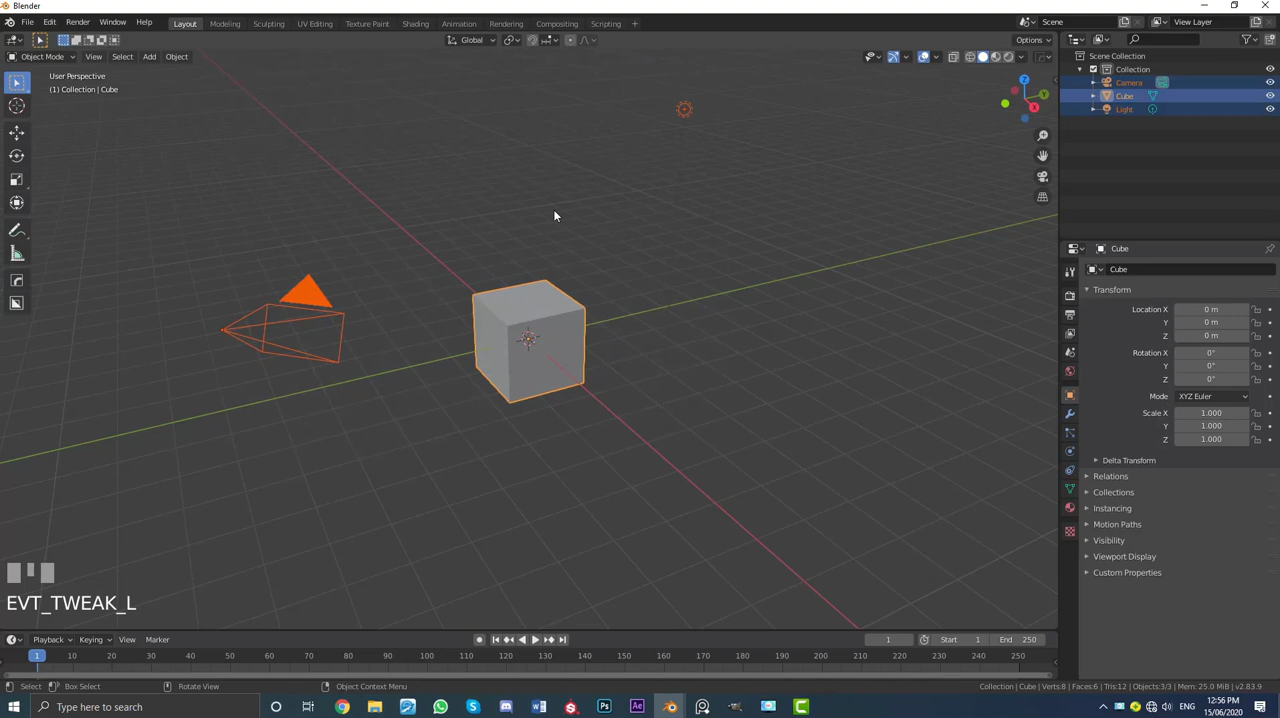 Blender
File Edit Render Window Help Layout Modeling Sculpting UV Editing Texture Paint Shading Animation Rendering Compositing Scripting + Scene View Layer
Global Options
Object Mode View Select Add Object
User Perspective
(1) Collection | Cube
Z
Y
X
Scene Collection
Collection
Camera
Cube
Light
Cube
Cube
Transform
Location X 0 m
Y 0 m
Z 0 m
Rotation X 0°
Y 0°
Z 0°
Mode XYZ Euler
Scale X 1.000
Y 1.000
Z 1.000
Delta Transform
Relations
Collections
Instancing
Motion Paths
Visibility
Viewport Display
Custom Properties
EVT_TWEAK_L
Playback Keying View Marker 1 Start 1 End 250
1 10 20 30 40 50 60 70 80 90 100 110 120 130 140 150 160 170 180 190 200 210 220 230 240 250
Select Box Select Rotate View Object Context Menu Collection | Cube | Verts:8 | Faces:6 | Tris:12 | Objects:3/3 | Mem: 25.0 MiB | v2.83.9
Type here to search W Ps Ae C 12:56 PM
15/06/2020